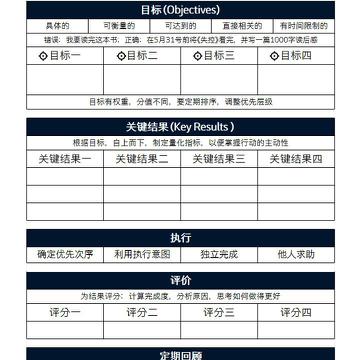 目标 (Objectives)
具体的 可衡量的 可达到的 直接相关的 有时间限制的
错误：我要读完这本书；正确：在5月31号前将《失控》看完，并写一篇1000字读后感
目标一 目标二 目标三 目标四
目标有权重，分值不同，要定期排序，调整优先层级
关键结果 (Key Results )
根据目标，自上而下，制定量化指标，以便掌握行动的主动性
关键结果一 关键结果二 关键结果三 关键结果四
执行
确定优先次序 利用执行意图 独立完成 他人求助
评价
为结果评分：计算完成度，分析原因，思考如何做得更好
评分一 评分二 评分三 评分四
定期回顾